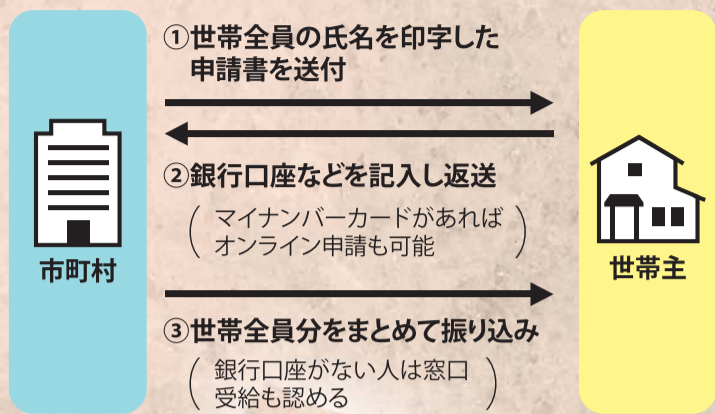 ①世帯全員の氏名を印字した
申請書を送付
②銀行口座などを記入し返送
(マイナンバーカードがあれば
オンライン申請も可能)
市町村
世帯主
③世帯全員分をまとめて振り込み
(銀行口座がない人は窓口
受給も認める)